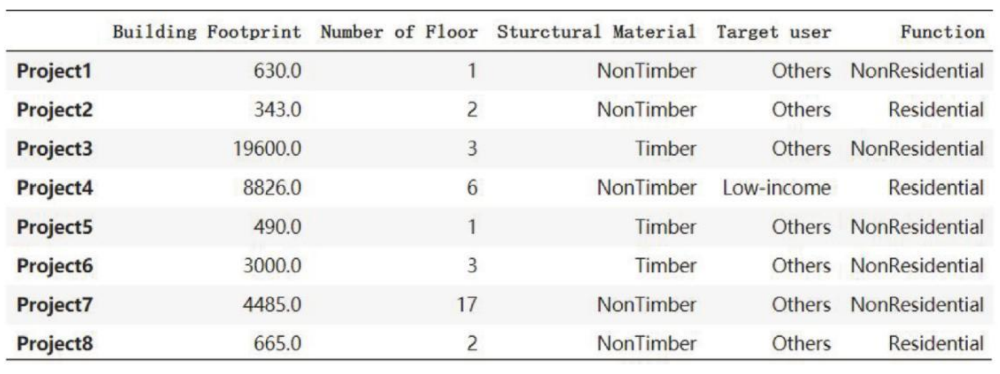 Building Footprint Number of Floor Sturctural Material Target user Function
Project1 630.0 1 NonTimber Others NonResidential
Project2 343.0 2 NonTimber Others Residential
Project3 19600.0 3 Timber Others NonResidential
Project4 8826.0 6 NonTimber Low-income Residential
Project5 490.0 1 Timber Others NonResidential
Project6 3000.0 3 Timber Others NonResidential
Project7 4485.0 17 NonTimber Others NonResidential
Project8 665.0 2 NonTimber Others Residential